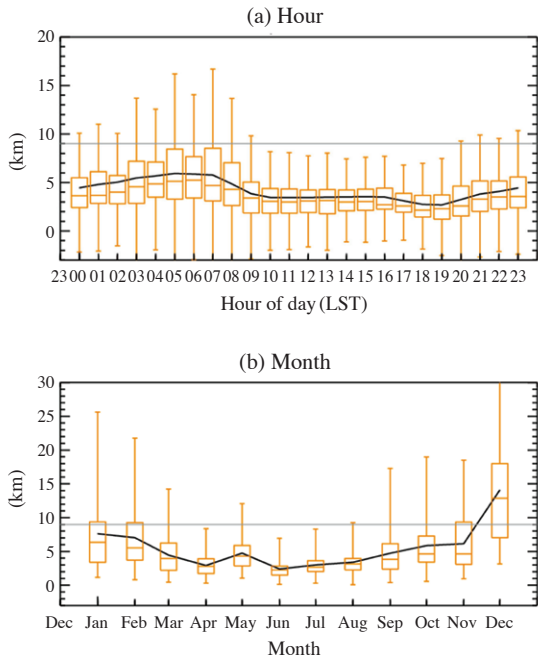 (a) Hour
20
15
10
5
0
(km)
23 00 01 02 03 04 05 06 07 08 09 10 11 12 13 14 15 16 17 18 19 20 21 22 23
Hour of day (LST)
(b) Month
30
25
20
15
10
5
0
(km)
Dec Jan Feb Mar Apr May Jun Jul Aug Sep Oct Nov Dec
Month